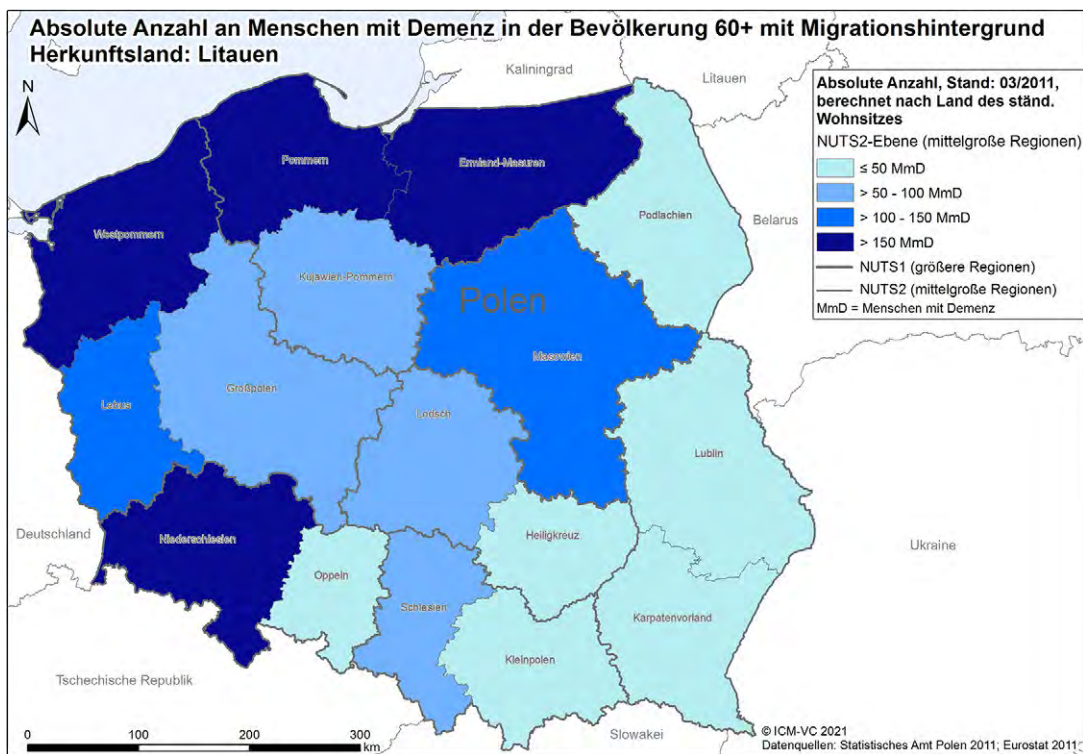 Absolute Anzahl an Menschen mit Demenz in der Bevölkerung 60+ mit Migrationshintergrund
Herkunftsland: Litauen
Kaliningrad
Litauen
N
Absolute Anzahl, Stand: 03/2011,
berechnet nach Land des ständ.
Wohnsitzes
NUTS2-Ebene (mittelgroße Regionen)
≤ 50 MmD
> 50 - 100 MmD
> 100 - 150 MmD
> 150 MmD
NUTS1 (größere Regionen)
NUTS2 (mittelgroße Regionen)
MmD = Menschen mit Demenz
Pommern
Ermland-Masuren
Podlachien
Belarus
Westpommern
Kujawien-Pommern
Polen
Masowien
Großpolen
Lebus
Lodsch
Lublin
Deutschland
Niederschlesien
Heiligkreuz
Ukraine
Oppeln
Schlesien
Karpatenvorland
Kleinpolen
Tschechische Republik
Slowakei
0 100 200 300
km
© ICM-VC 2021
Datenquellen: Statistisches Amt Polen 2011; Eurostat 2011